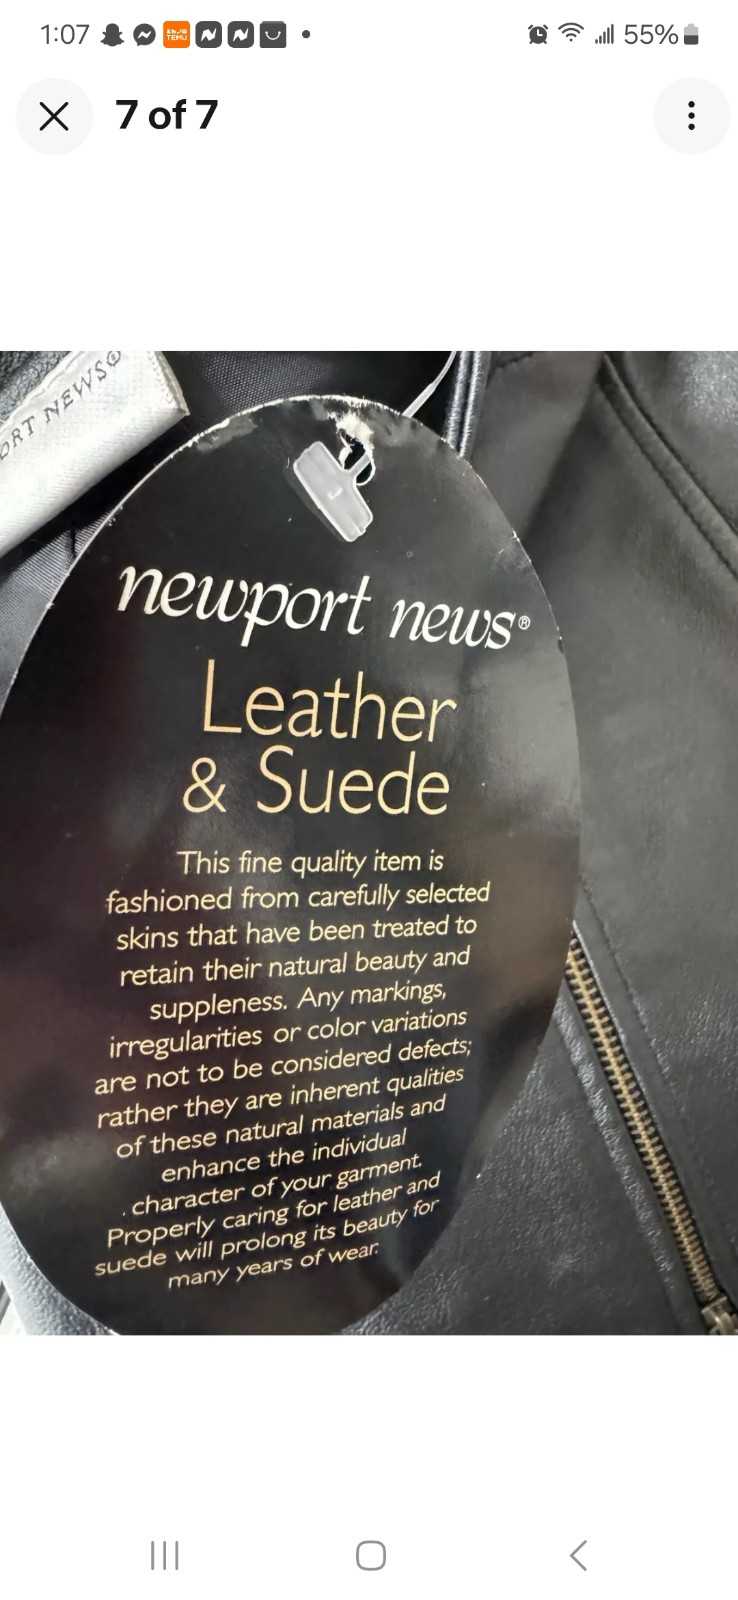 1:07
TEMU
55%
7 of 7
ORT NEWS®
newport news®
Leather
& Suede
This fine quality item is
fashioned from carefully selected
skins that have been treated to
retain their natural beauty and
suppleness. Any markings,
irregularities or color variations
are not to be considered defects;
rather they are inherent qualities
of these natural materials and
enhance the individual
character of your garment.
Properly caring for leather and
suede will prolong its beauty for
many years of wear.